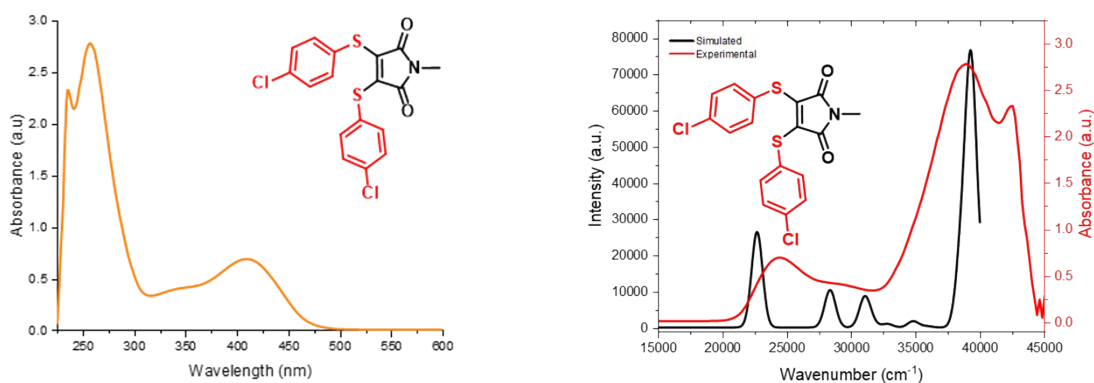 3.0
2.5
2.0
1.5
1.0
0.5
0.0
250
300
350
400
450
500
550
600
Absorbance (a.u)
Wavelength (nm)
O
S
N
Cl
S
O
Cl
80000
70000
60000
50000
40000
30000
20000
10000
0
15000
20000
25000
30000
35000
40000
45000
3.0
2.5
2.0
1.5
1.0
0.5
0.0
Intensity (a.u.)
Wavenumber (cm⁻¹)
Absorbance (a.u.)
Simulated
Experimental
O
S
N
Cl
S
O
Cl